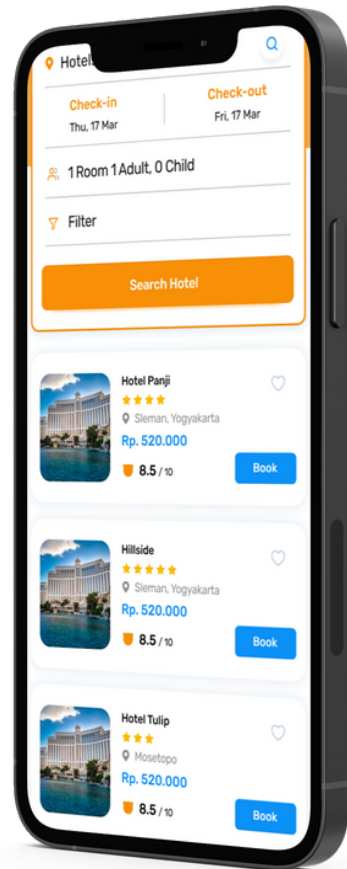 Hotel
Check-in
Check-out
Thu, 17 Mar
Fri, 17 Mar
1 Room 1 Adult, 0 Child
Filter
Search Hotel
Hotel Panji
Sleman, Yogyakarta
Rp. 520.000
8.5 / 10
Book
Hillside
Sleman, Yogyakarta
Rp. 520.000
8.5 / 10
Book
Hotel Tulip
Mosetopo
Rp. 520.000
8.5 / 10
Book